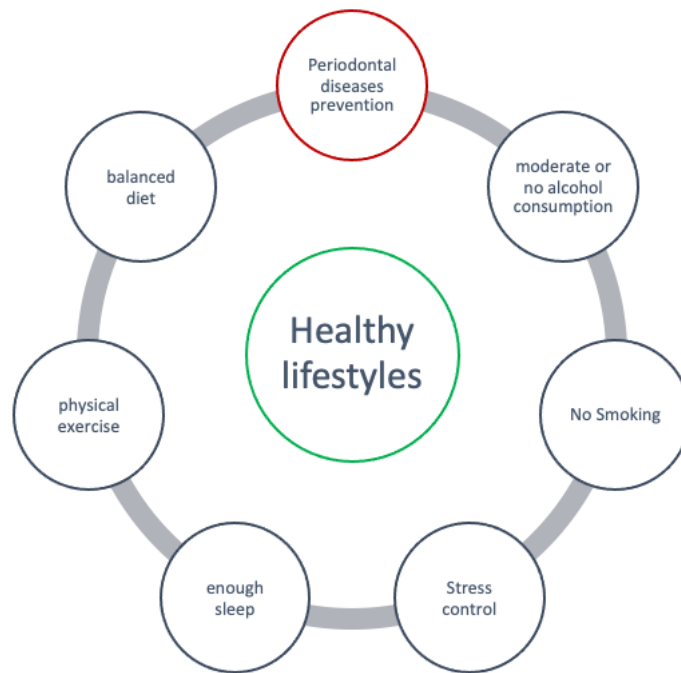 Periodontal
diseases
prevention
moderate or
no alcohol
consumption
No Smoking
Stress
control
enough
sleep
physical
exercise
balanced
diet
Healthy
lifestyles